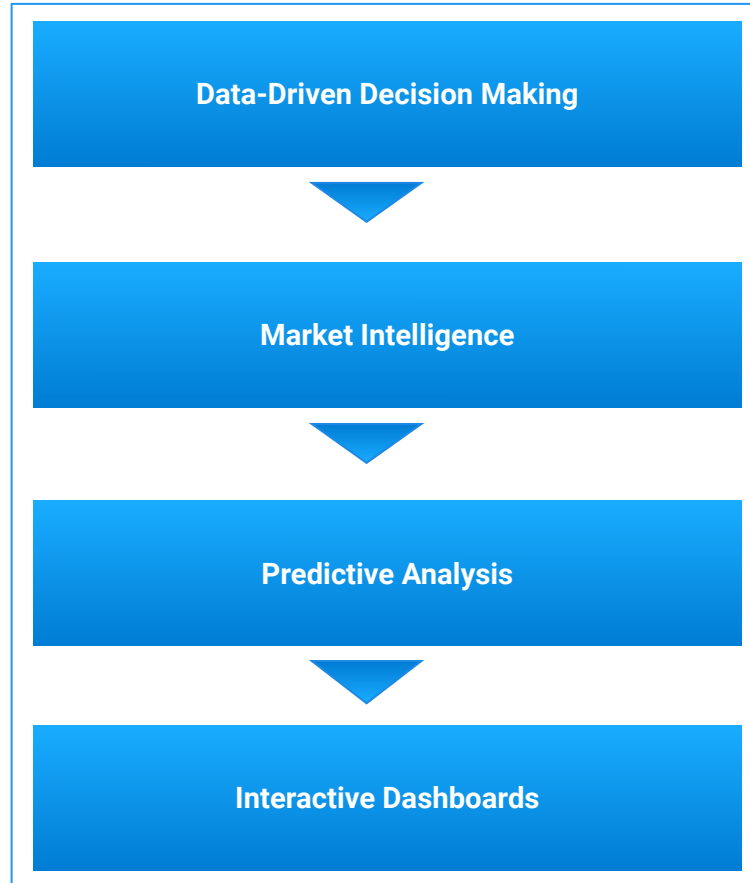 Data-Driven Decision Making
Market Intelligence
Predictive Analysis
Interactive Dashboards